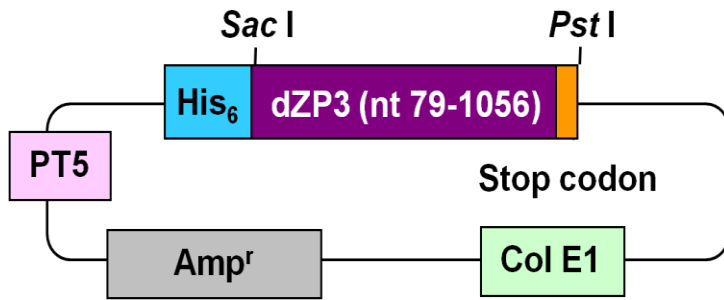 Sac I Pst I
His₆ dZP3 (nt 79-1056)
PT5
Stop codon
Ampʳ Col E1